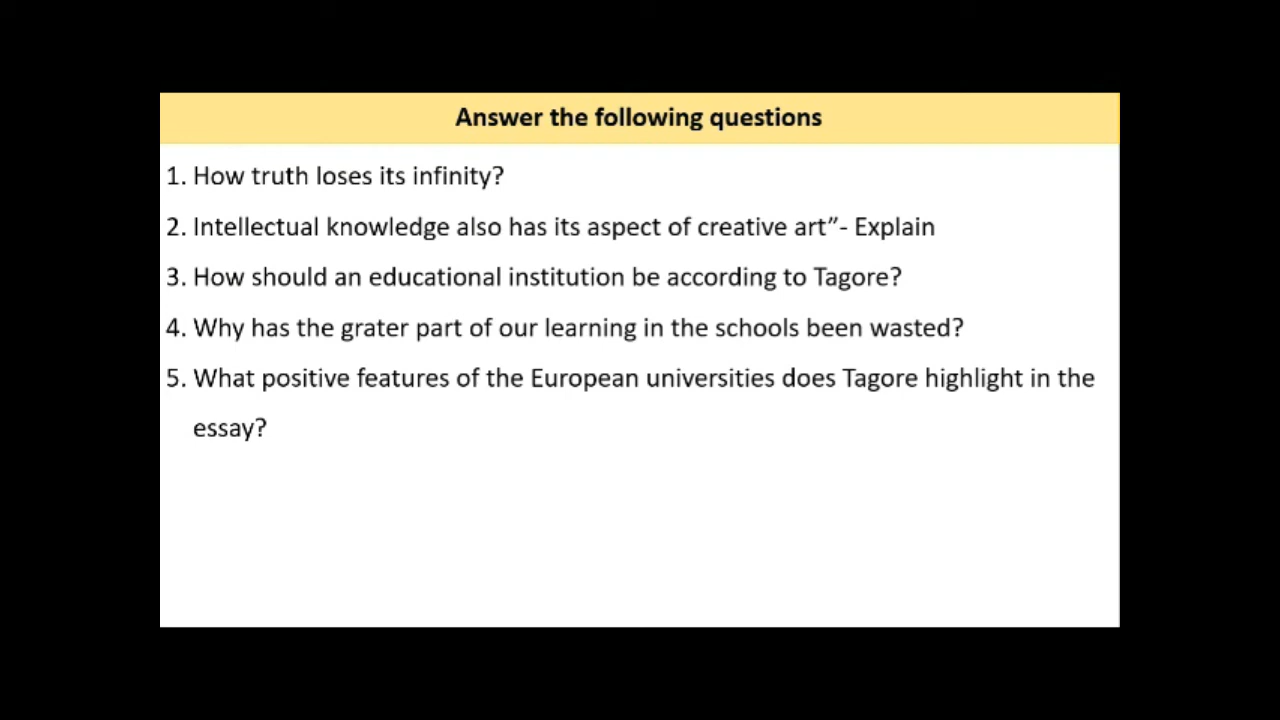 Answer the following questions
1. How truth loses its infinity?
2. Intellectual knowledge also has its aspect of creative art”- Explain
3. How should an educational institution be according to Tagore?
4. Why has the grater part of our learning in the schools been wasted?
5. What positive features of the European universities does Tagore highlight in the
essay?